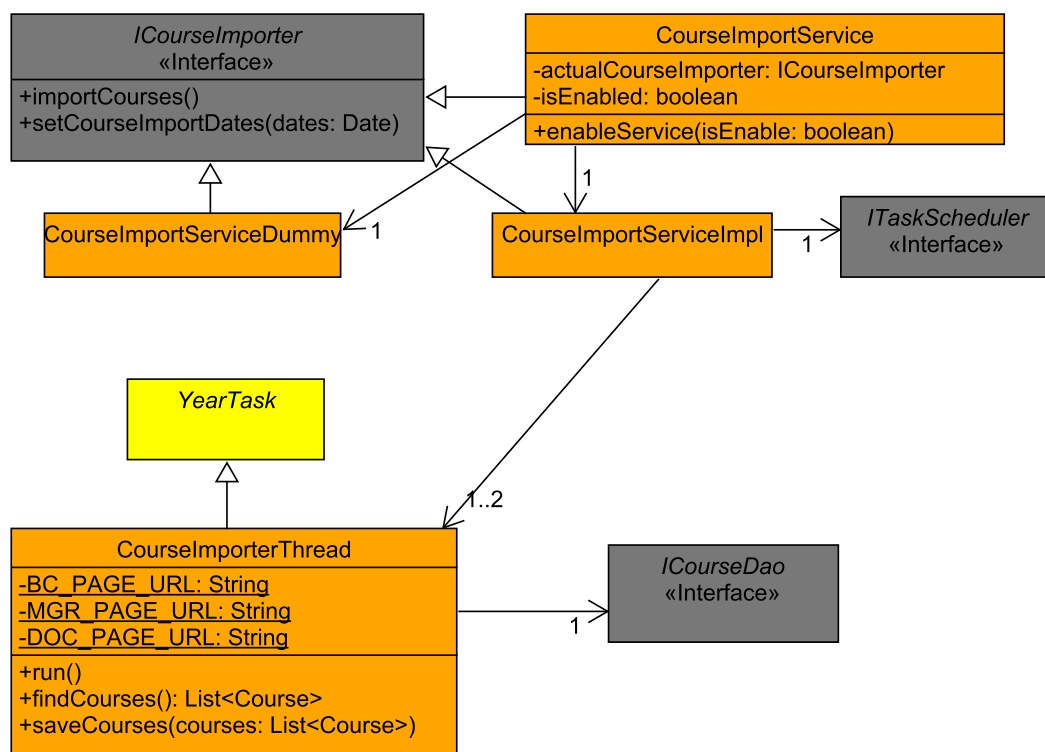 ICourseImporter
«Interface»
+importCourses()
+setCourseImportDates(dates: Date)
CourseImportService
-actualCourseImporter: ICourseImporter
-isEnabled: boolean
+enableService(isEnable: boolean)
1
CourseImportServiceDummy
1
CourseImportServiceImpl
1
ITaskScheduler
«Interface»
YearTask
1..2
CourseImporterThread
-BC_PAGE_URL: String
-MGR_PAGE_URL: String
-DOC_PAGE_URL: String
+run()
+findCourses(): List<Course>
+saveCourses(courses: List<Course>)
1
ICourseDao
«Interface»